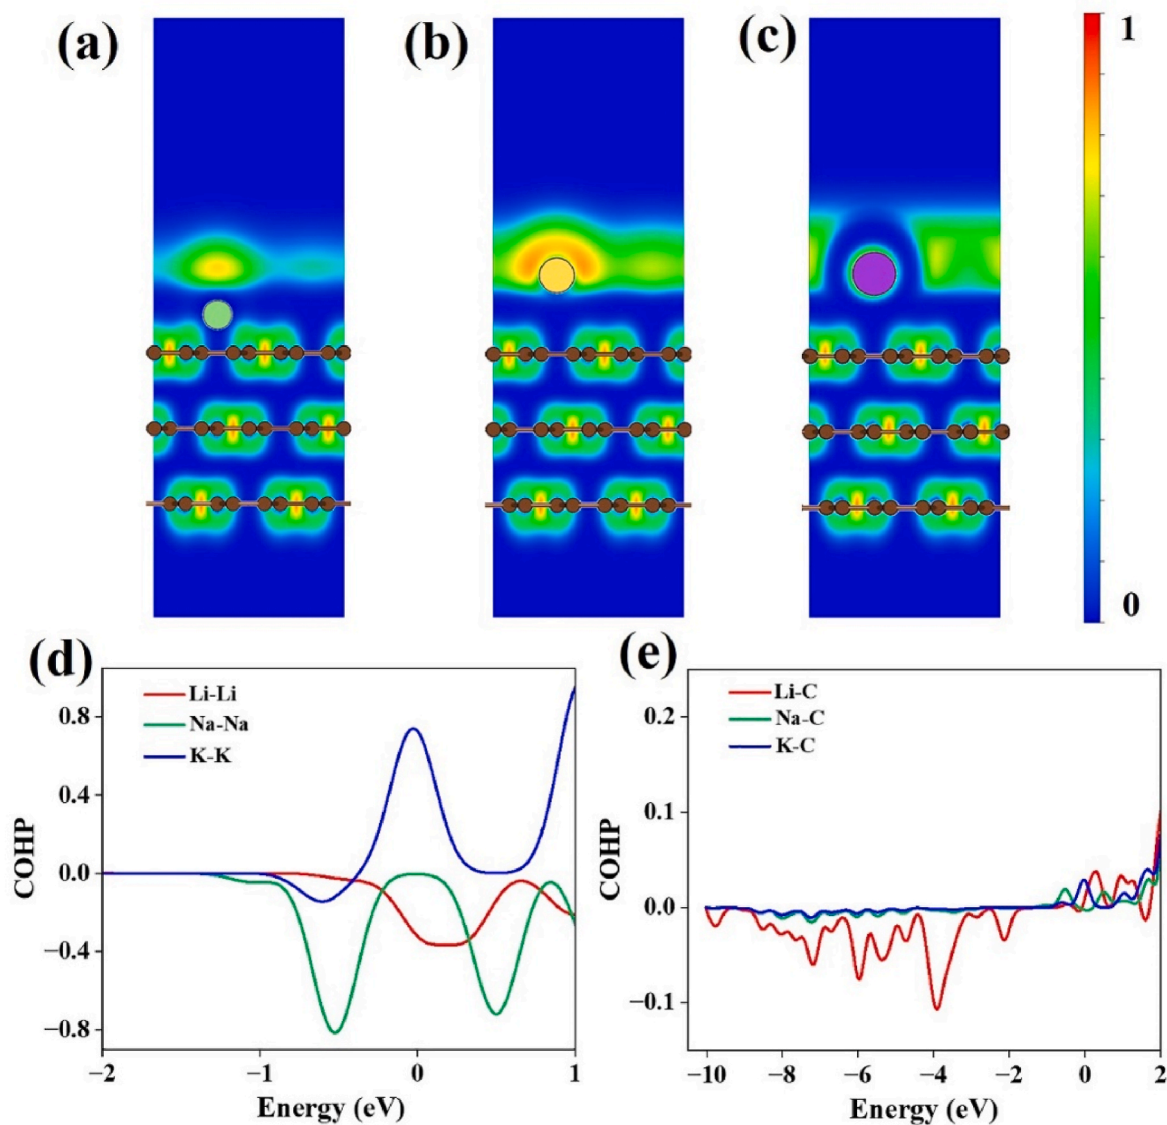 (a)
(b)
(c)
1
0
(d)
Li-Li
Na-Na
K-K
0.8
0.4
0.0
−0.4
−0.8
COHP
−2
−1
0
1
Energy (eV)
(e)
Li-C
Na-C
K-C
0.2
0.1
0.0
−0.1
COHP
−10
−8
−6
−4
−2
0
2
Energy (eV)